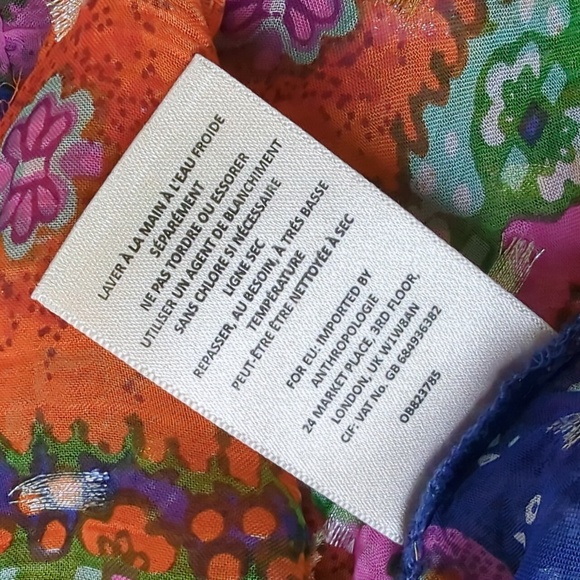 LAVER À LA MAIN À L'EAU FROIDE
SÉPARÉMENT
NE PAS TORDRE OU ESSORER
UTILISER UN AGENT DE BLANCHIMENT
SANS CHLORE SI NÉCESSAIRE
LIGNE SEC
REPASSER, AU BESOIN, À TRÉS BASSE
TEMPÉRATURE
PEUT ÊTRE ÊTRE NETTOYÉE À SEC
FOR EU: IMPORTED BY
ANTHROPOLOGIE
24 MARKET PLACE, 3RD FLOOR,
LONDON, UK W1W8AN
CIF: VAT No. GB 684936382
OB823785